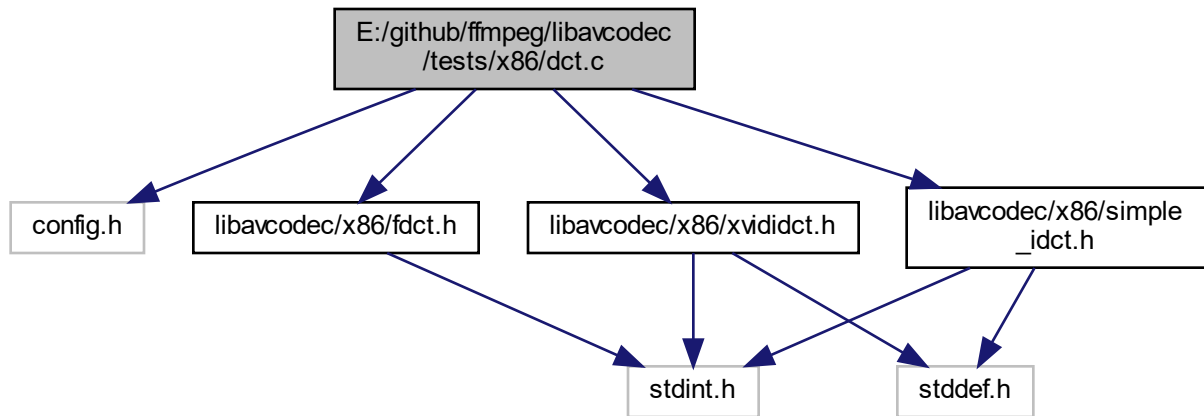 E:/github/ffmpeg/libavcodec
/tests/x86/dct.c
config.h
libavcodec/x86/fdct.h
libavcodec/x86/xvididct.h
libavcodec/x86/simple
_idct.h
stdint.h
stddef.h